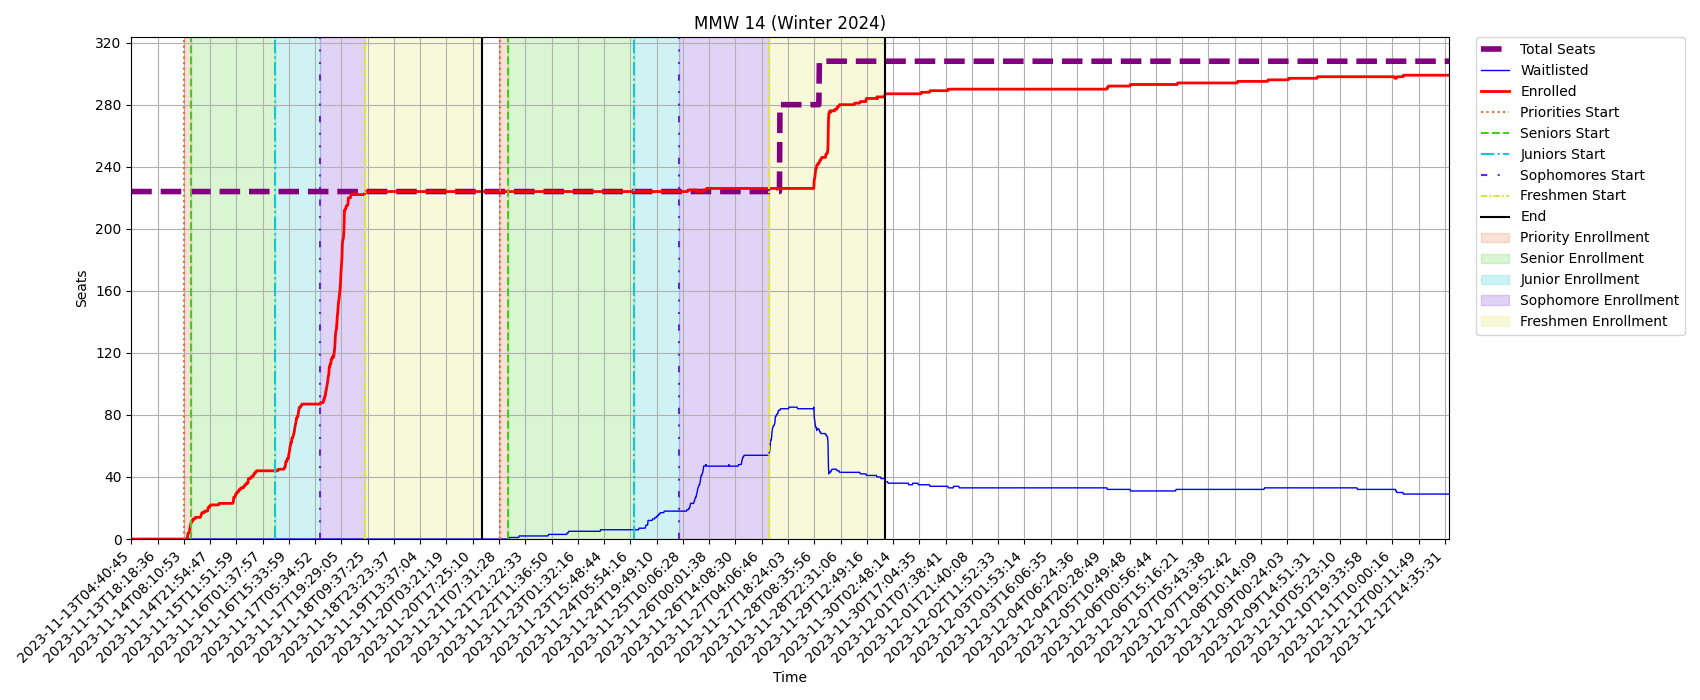 MMW 14 (Winter 2024)
320
280
240
200
160
120
80
40
0
Seats
2023-11-13T04:40:45
2023-11-13T18:18:36
2023-11-14T08:10:53
2023-11-14T21:54:47
2023-11-15T11:51:59
2023-11-16T01:37:57
2023-11-16T15:33:59
2023-11-17T05:34:52
2023-11-17T19:29:05
2023-11-18T09:37:25
2023-11-18T23:23:37
2023-11-19T13:37:04
2023-11-20T03:21:19
2023-11-20T17:25:10
2023-11-21T07:31:28
2023-11-21T21:22:33
2023-11-22T11:36:50
2023-11-23T01:32:16
2023-11-23T15:48:44
2023-11-24T05:54:16
2023-11-24T19:49:10
2023-11-25T10:06:28
2023-11-26T00:01:38
2023-11-26T14:08:30
2023-11-27T04:06:46
2023-11-27T18:24:03
2023-11-28T08:35:56
2023-11-28T22:31:06
2023-11-29T12:49:16
2023-11-30T02:48:14
2023-11-30T17:04:35
2023-12-01T07:38:41
2023-12-01T21:40:08
2023-12-02T11:52:33
2023-12-03T01:53:14
2023-12-03T16:06:35
2023-12-04T06:24:36
2023-12-04T20:28:49
2023-12-05T10:49:48
2023-12-06T00:56:44
2023-12-06T15:16:21
2023-12-07T05:43:38
2023-12-07T19:52:42
2023-12-08T10:14:09
2023-12-09T00:24:03
2023-12-09T14:51:31
2023-12-10T05:23:10
2023-12-10T19:33:58
2023-12-11T10:00:16
2023-12-12T00:11:49
2023-12-12T14:35:31
Time
Total Seats
Waitlisted
Enrolled
Priorities Start
Seniors Start
Juniors Start
Sophomores Start
Freshmen Start
End
Priority Enrollment
Senior Enrollment
Junior Enrollment
Sophomore Enrollment
Freshmen Enrollment